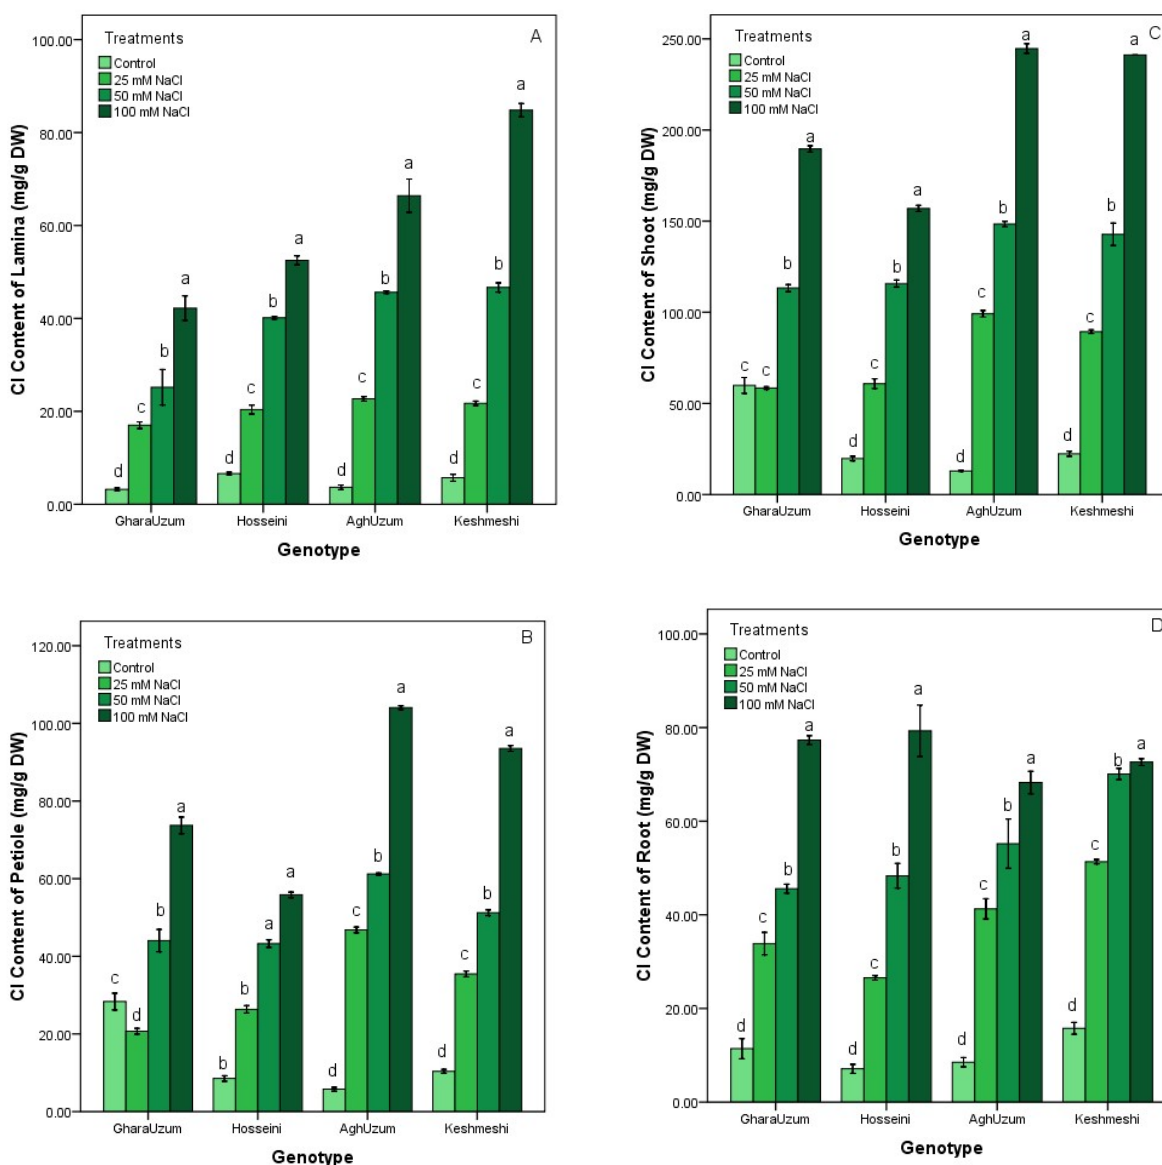 A
Treatments
Control
25 mM NaCl
50 mM NaCl
100 mM NaCl
Cl Content of Lamina (mg/g DW)
100.00
80.00
60.00
40.00
20.00
0.00
d c b a
d c b a
d c b a
d c b a
GharaUzum Hosseini AghUzum Keshmeshi
Genotype
C
Treatments
Control
25 mM NaCl
50 mM NaCl
100 mM NaCl
Cl Content of Shoot (mg/g DW)
250.00
200.00
150.00
100.00
50.00
0.00
c c b a
d c b a
d c b a
d c b a
GharaUzum Hosseini AghUzum Keshmeshi
Genotype
B
Treatments
Control
25 mM NaCl
50 mM NaCl
100 mM NaCl
Cl Content of Petiole (mg/g DW)
120.00
100.00
80.00
60.00
40.00
20.00
0.00
c d b a
b b a a
d c b a
d c b a
GharaUzum Hosseini AghUzum Keshmeshi
Genotype
D
Treatments
Control
25 mM NaCl
50 mM NaCl
100 mM NaCl
Cl Content of Root (mg/g DW)
100.00
80.00
60.00
40.00
20.00
0.00
d c b a
d c b a
d c b a
d c b a
GharaUzum Hosseini AghUzum Keshmeshi
Genotype